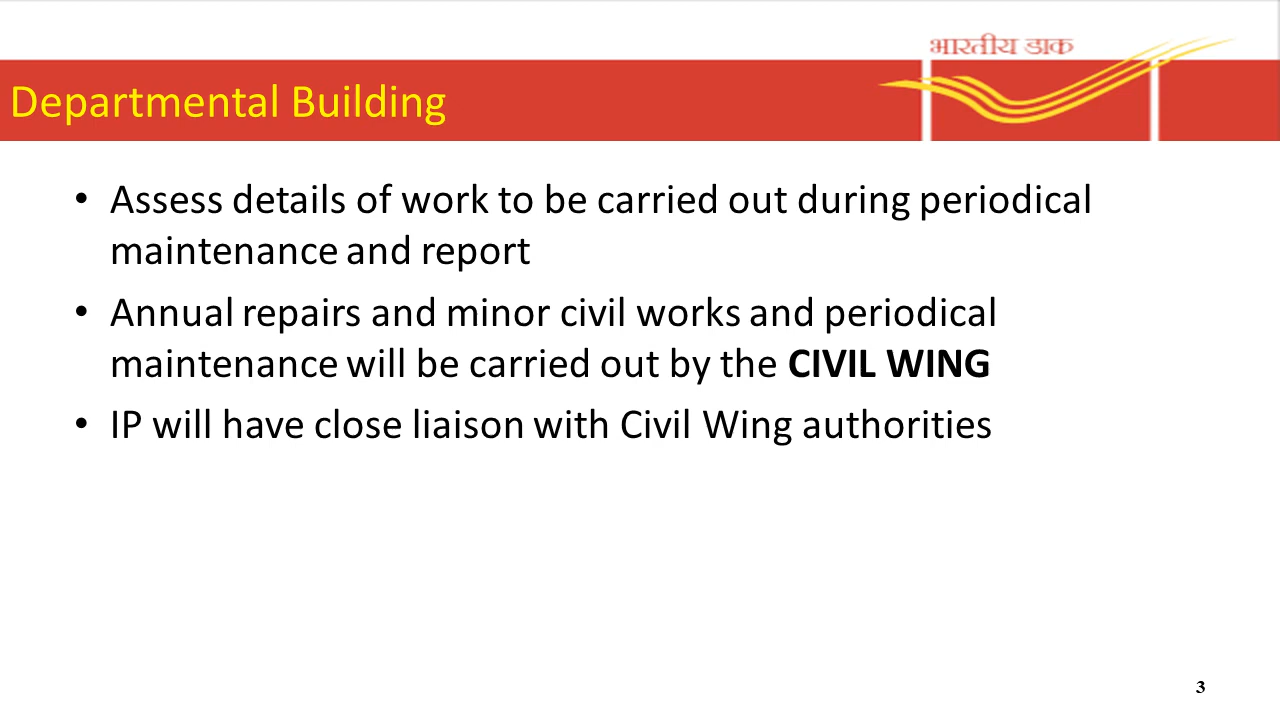 भारतीय डाक
Departmental Building
• Assess details of work to be carried out during periodical
maintenance and report
• Annual repairs and minor civil works and periodical
maintenance will be carried out by the CIVIL WING
• IP will have close liaison with Civil Wing authorities
3